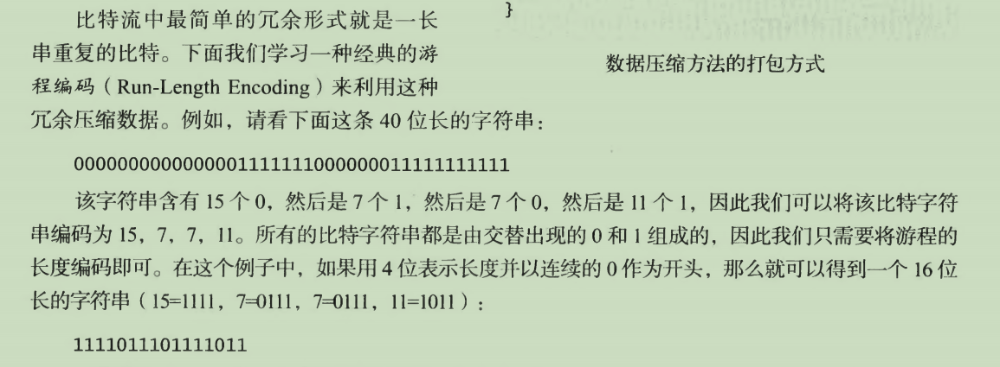 比特流中最简单的冗余形式就是一长
串重复的比特。下面我们学习一种经典的游
程编码（Run-Length Encoding）来利用这种
冗余压缩数据。例如，请看下面这条 40 位长的字符串：
}
数据压缩方法的打包方式
0000000000000001111111000000011111111111
该字符串含有 15 个 0，然后是 7 个 1，然后是 7 个 0，然后是 11 个 1，因此我们可以将该比特字符
串编码为 15，7，7，11。所有的比特字符串都是由交替出现的 0 和 1 组成的，因此我们只需要将游程的
长度编码即可。在这个例子中，如果用 4 位表示长度并以连续的 0 作为开头，那么就可以得到一个 16 位
长的字符串（15=1111，7=0111，7=0111，11=1011）：
1111011101111011